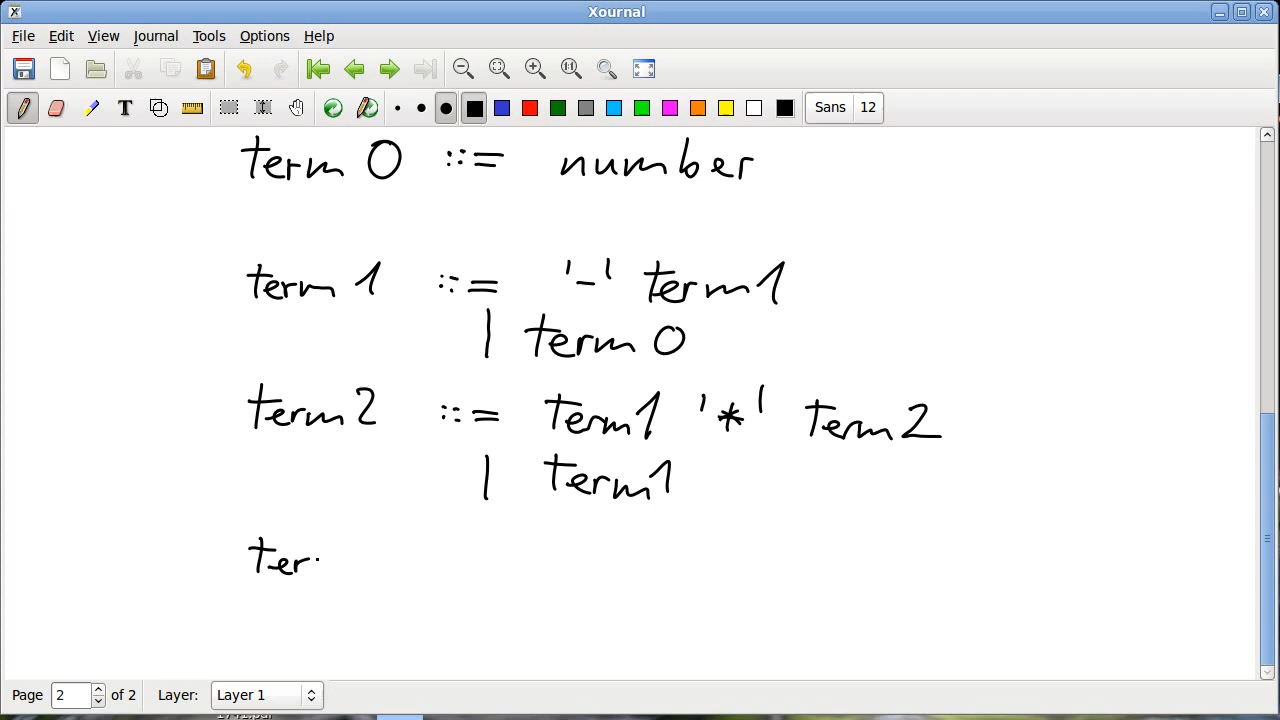 Xournal
File Edit View Journal Tools Options Help
Sans 12
term 0 ::= number
term 1 ::= '-' term1
| term 0
term2 ::= term1 '*' term2
| term1
ter
Page 2 of 2 Layer: Layer 1